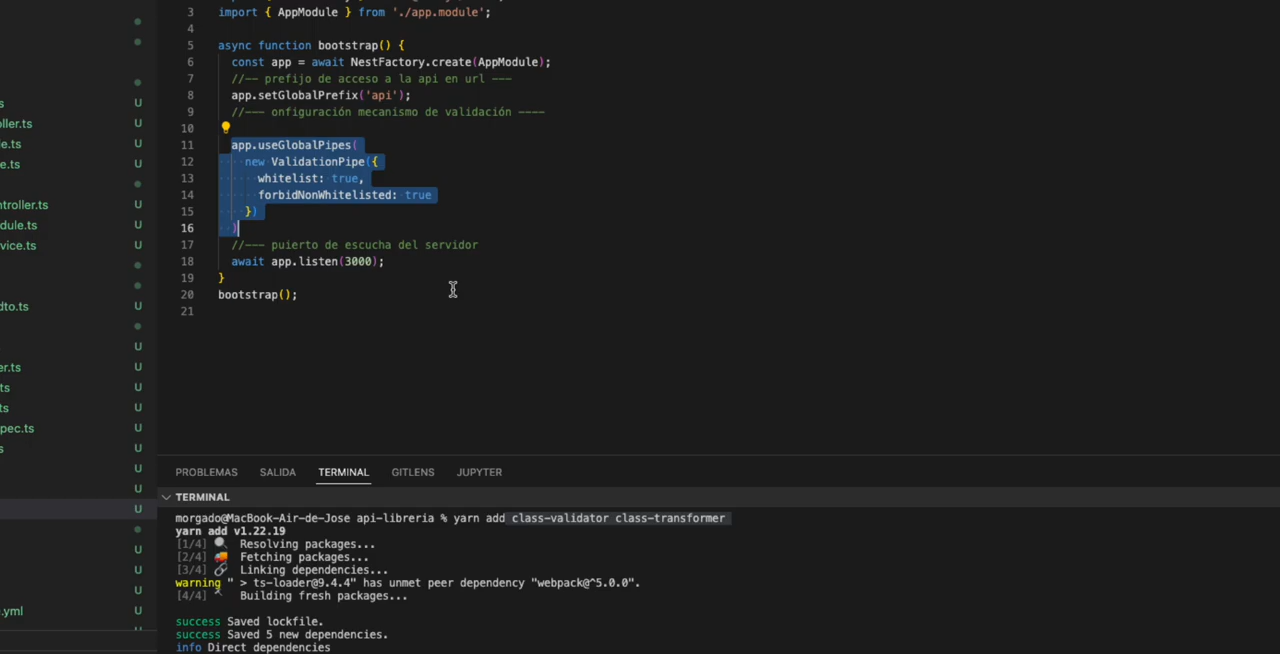 3 import { AppModule } from './app.module';
4
5 async function bootstrap() {
6 const app = await NestFactory.create(AppModule);
7 //-- prefijo de acceso a la api en url ---
8 app.setGlobalPrefix('api');
9 //--- onfiguración mecanismo de validación ----
10
11 app.useGlobalPipes(
12 new ValidationPipe({
13 whitelist: true,
14 forbidNonWhitelisted: true
15 })
16 )
17 //--- puierto de escucha del servidor
18 await app.listen(3000);
19 }
20 bootstrap();
21
U
s U
ller.ts U
le.ts U
e.ts U
ntroller.ts U
dule.ts U
vice.ts U
dto.ts U
U
er.ts U
ts U
ts U
pec.ts U
s U
U
U
U
U
U
U
.yml U
PROBLEMAS SALIDA TERMINAL GITLENS JUPYTER
TERMINAL
morgado@MacBook-Air-de-Jose api-libreria % yarn add class-validator class-transformer
yarn add v1.22.19
[1/4] Resolving packages...
[2/4] Fetching packages...
[3/4] Linking dependencies...
warning " > ts-loader@9.4.4" has unmet peer dependency "webpack@^5.0.0".
[4/4] Building fresh packages...
success Saved lockfile.
success Saved 5 new dependencies.
info Direct dependencies